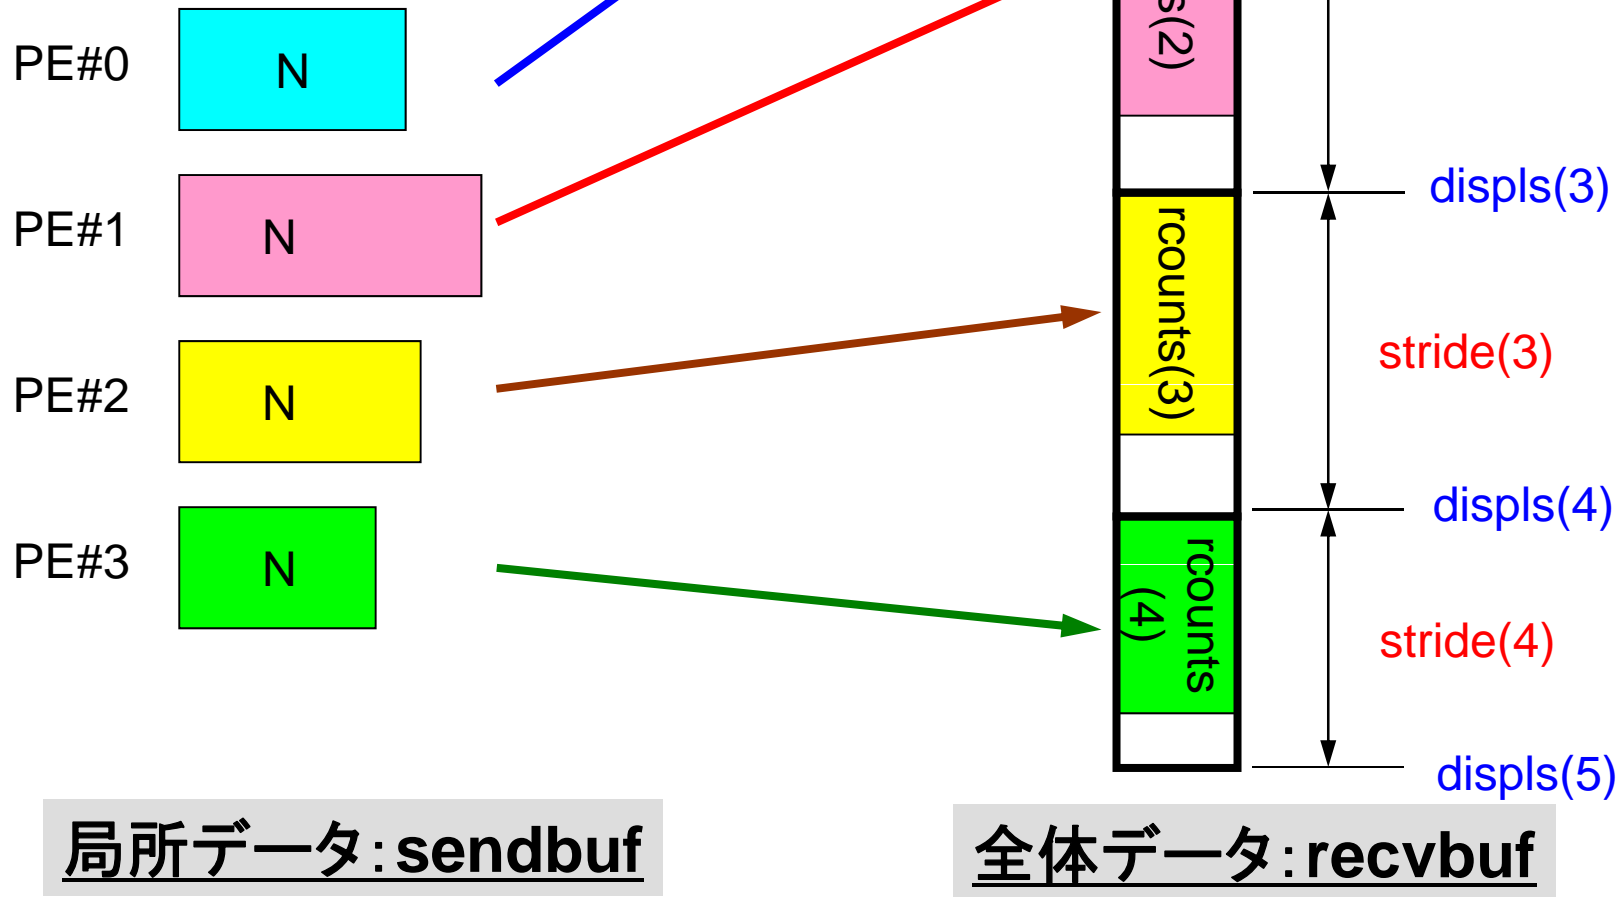 PE#0
N
PE#1
N
PE#2
N
PE#3
N
s(2)
displs(3)
rcounts(3)
stride(3)
displs(4)
rcounts
(4)
stride(4)
displs(5)
局所データ:sendbuf
全体データ:recvbuf